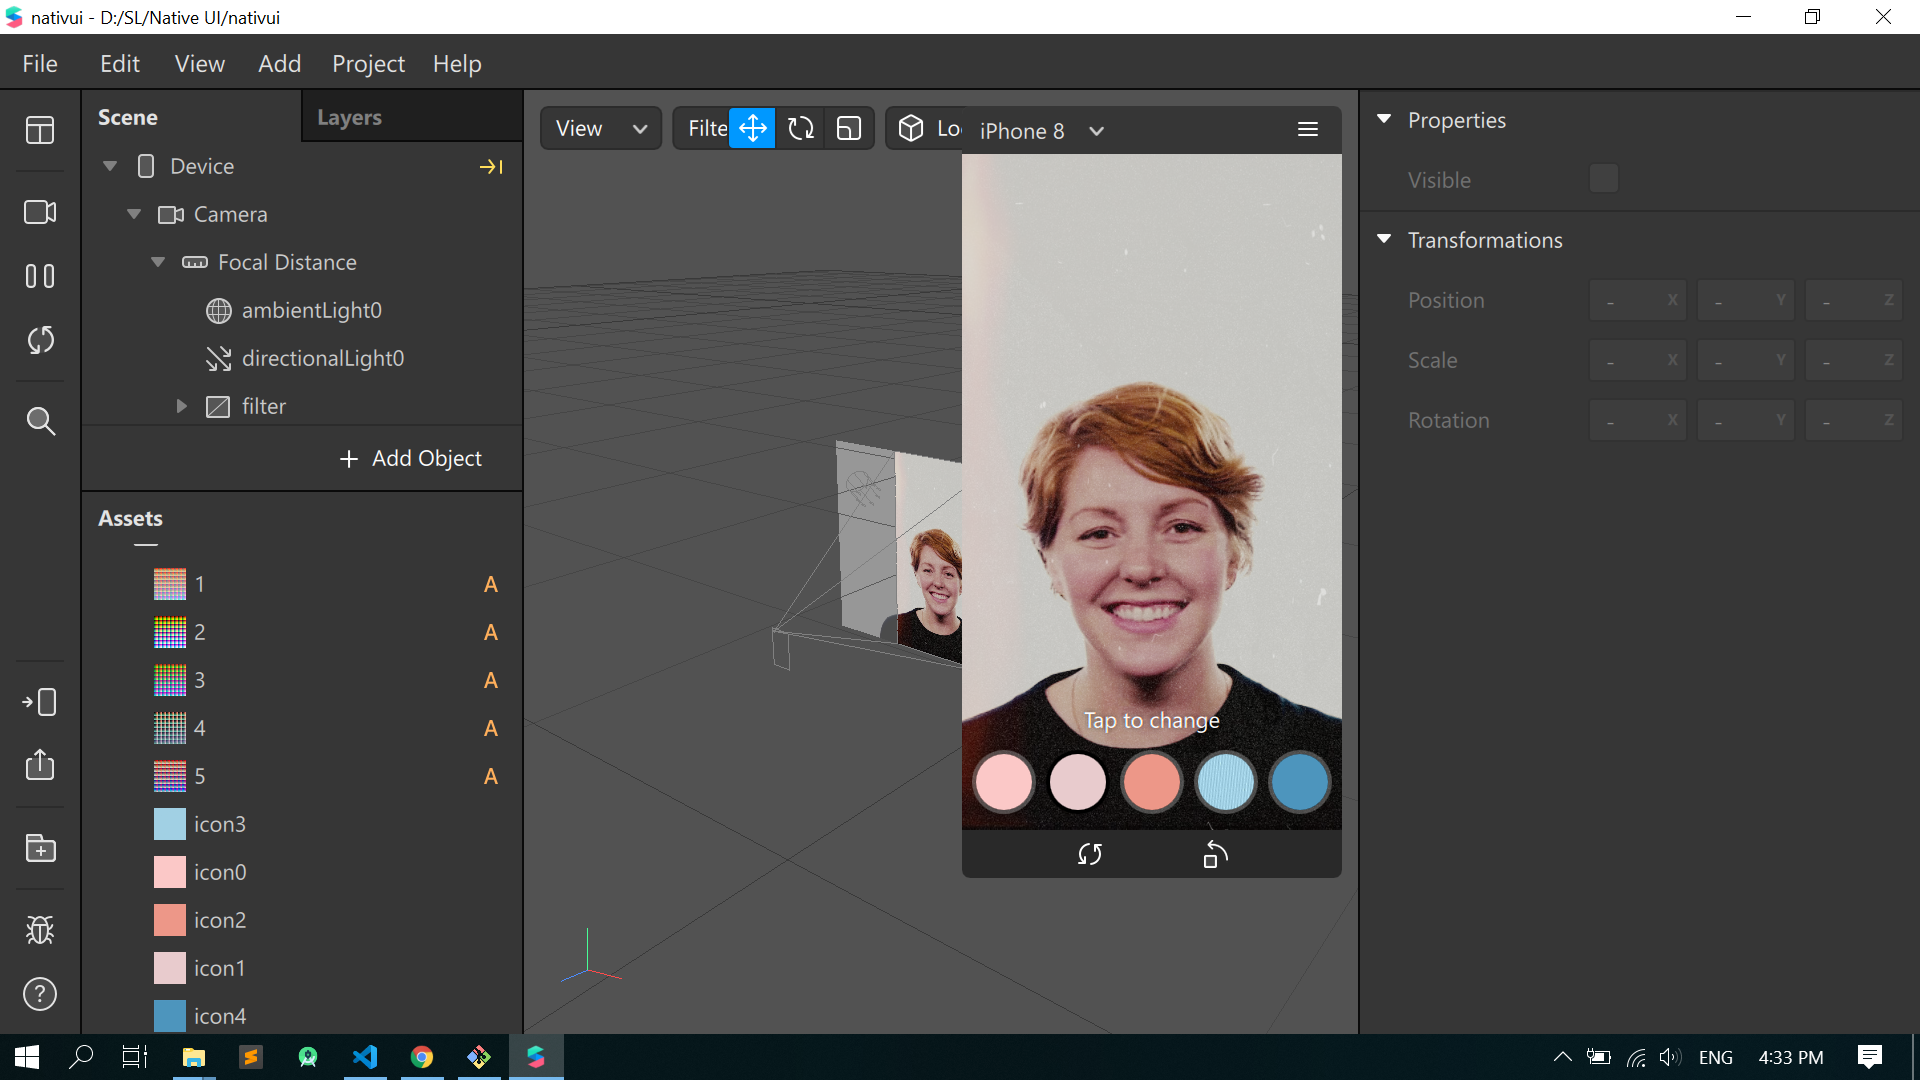 nativui - D:/SL/Native UI/nativui
File Edit View Add Project Help
Scene
Layers
Device
Camera
Focal Distance
ambientLight0
directionalLight0
filter
+ Add Object
Assets
1 A
2 A
3 A
4 A
5 A
icon3
icon0
icon2
icon1
icon4
View
Filte
Lo
iPhone 8
Tap to change
Properties
Visible
Transformations
Position - X - Y - Z
Scale - X - Y - Z
Rotation - X - Y - Z
ENG
4:33 PM